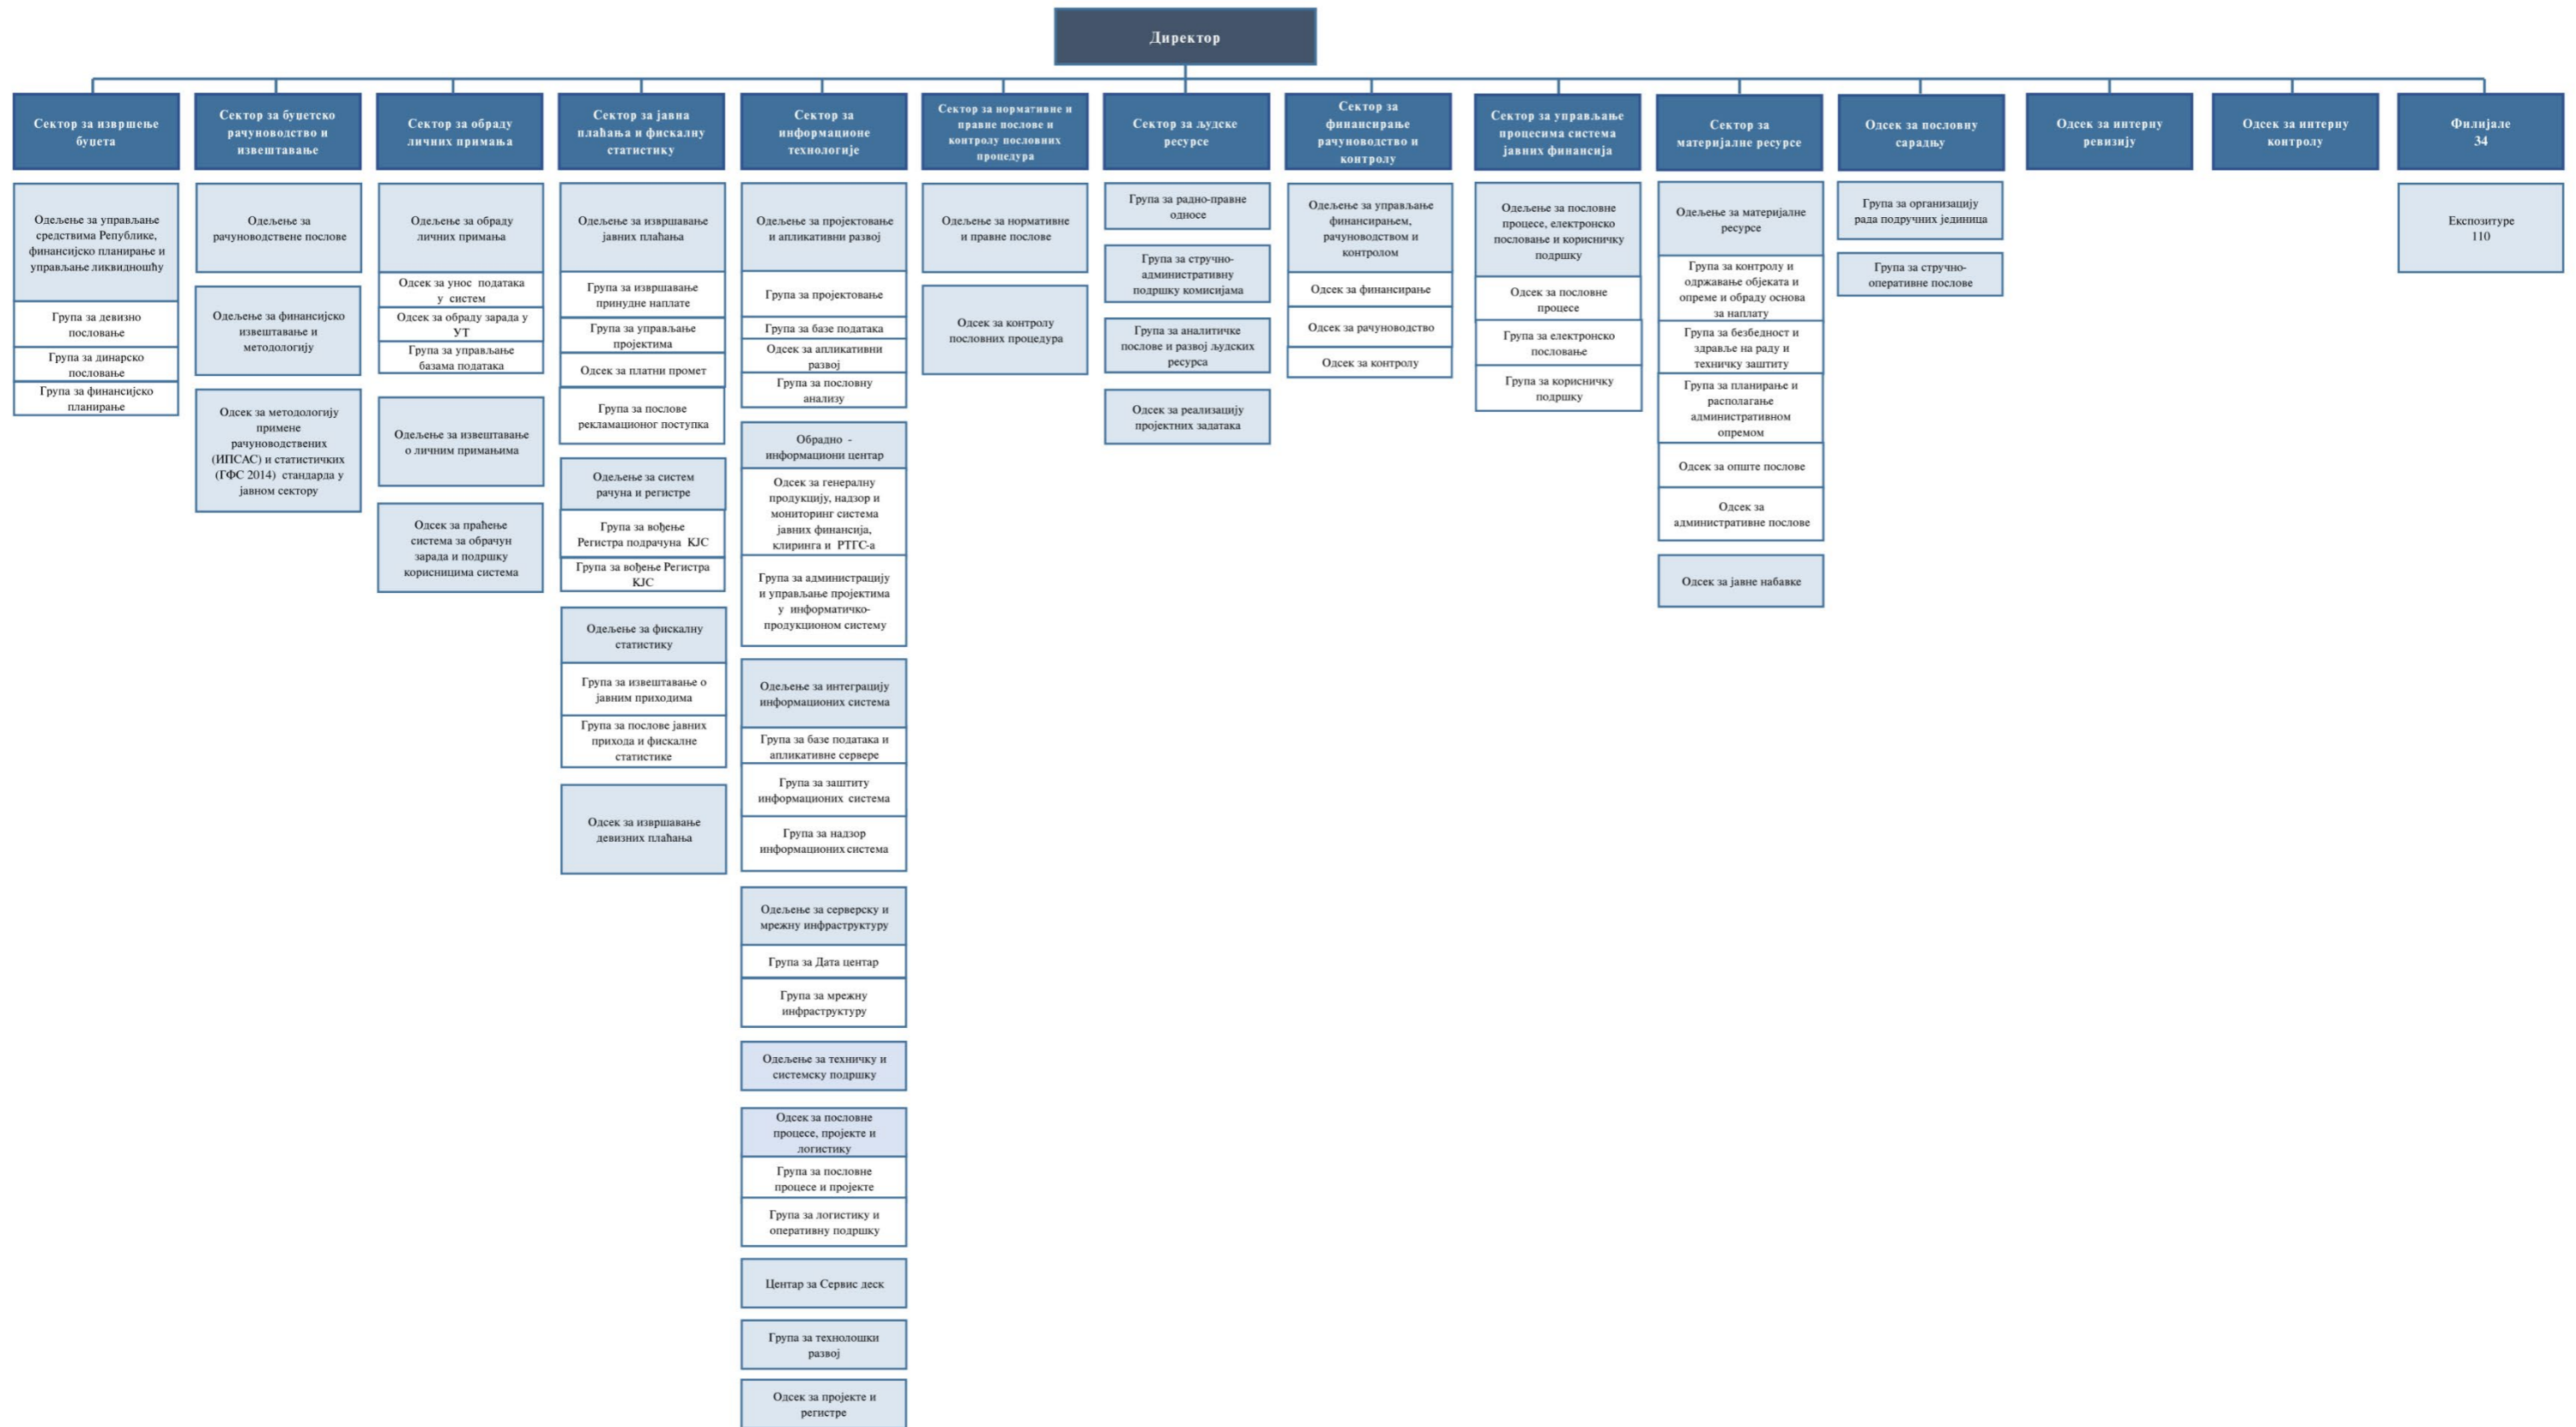 Директор
Сектор за извршење
буџета
Одељење за управљање
средствима Републике,
финансијско планирање и
управљање ликвидношћу
Група за девизно
пословање
Група за динарско
пословање
Група за финансијско
планирање
Сектор за буџетско
рачуноводство и
извештавање
Одељење за
рачуноводствене послове
Одељење за финансијско
извештавање и
методологију
Одсек за методологију
примене
рачуноводствених
(ИПСАС) и статистичких
(ГФС 2014) стандарда у
јавном сектору
Сектор за обраду
личних примања
Одељење за обраду
личних примања
Одсек за унос података
у систем
Одсек за обраду зарада у
УТ
Група за управљање
базама података
Одељење за извештавање
о личним примањима
Одсек за праћење
система за обрачун
зарада и подршку
корисницима система
Сектор за јавна
плаћања и фискалну
статистику
Одељење за извршавање
јавних плаћања
Група за извршавање
принудне наплате
Група за управљање
пројектима
Одсек за платни промет
Група за послове
рекламационог поступка
Одељење за систем
рачуна и регистре
Група за вођење
Регистра подрачуна КЈС
Група за вођење Регистра
КЈС
Одељење за фискалну
статистику
Група за извештавање о
јавним приходима
Група за послове јавних
прихода и фискалне
статистике
Одсек за извршавање
девизних плаћања
Сектор за
информационе
технологије
Одељење за пројектовање
и апликативни развој
Група за пројектовање
Група за базе података
Одсек за апликативни
развој
Група за пословну
анализу
Обрадно -
информациони центар
Одсек за генералну
продукцију, надзор и
мониторинг система
јавних финансија,
клиринга и РТГС-а
Група за администрацију
и управљање пројектима
у информатичко-
продукционом систему
Одељење за интеграцију
информационих система
Група за базе података и
апликативне сервере
Група за заштиту
информационих система
Група за надзор
информационих система
Одељење за серверску и
мрежну инфраструктуру
Група за Дата центар
Група за мрежну
инфраструктуру
Одељење за техничку и
системску подршку
Одсек за пословне
процесе, пројекте и
логистику
Група за пословне
процесе и пројекте
Група за логистику и
оперативну подршку
Центар за Сервис деск
Група за технолошки
развој
Одсек за пројекте и
регистре
Сектор за нормативне и
правне послове и
контролу пословних
процедура
Одељење за нормативне
и правне послове
Одсек за контролу
пословних процедура
Сектор за људске
ресурсе
Група за радно-правне
односе
Група за стручно-
административну
подршку комисијама
Група за аналитичке
послове и развој људских
ресурса
Одсек за реализацију
пројектних задатака
Сектор за
финансирање
рачуноводство и
контролу
Одељење за управљање
финансирањем,
рачуноводством и
контролом
Одсек за финансирање
Одсек за рачуноводство
Одсек за контролу
Сектор за управљање
процесима система
јавних финансија
Одељење за пословне
процесе, електронско
пословање и корисничку
подршку
Одсек за пословне
процесе
Група за електронско
пословање
Група за корисничку
подршку
Сектор за
материјалне ресурсе
Одељење за материјалне
ресурсе
Група за контролу и
одржавање објеката и
опреме и обраду основа
за наплату
Група за безбедност и
здравље на раду и
техничку заштиту
Група за планирање и
располагање
административном
опремом
Одсек за опште послове
Одсек за
административне послове
Одсек за јавне набавке
Одсек за пословну
сарадњу
Група за организацију
рада подручних јединица
Група за стручно-
оперативне послове
Одсек за интерну
ревизију
Одсек за интерну
контролу
Филијале
34
Експозитуре
110